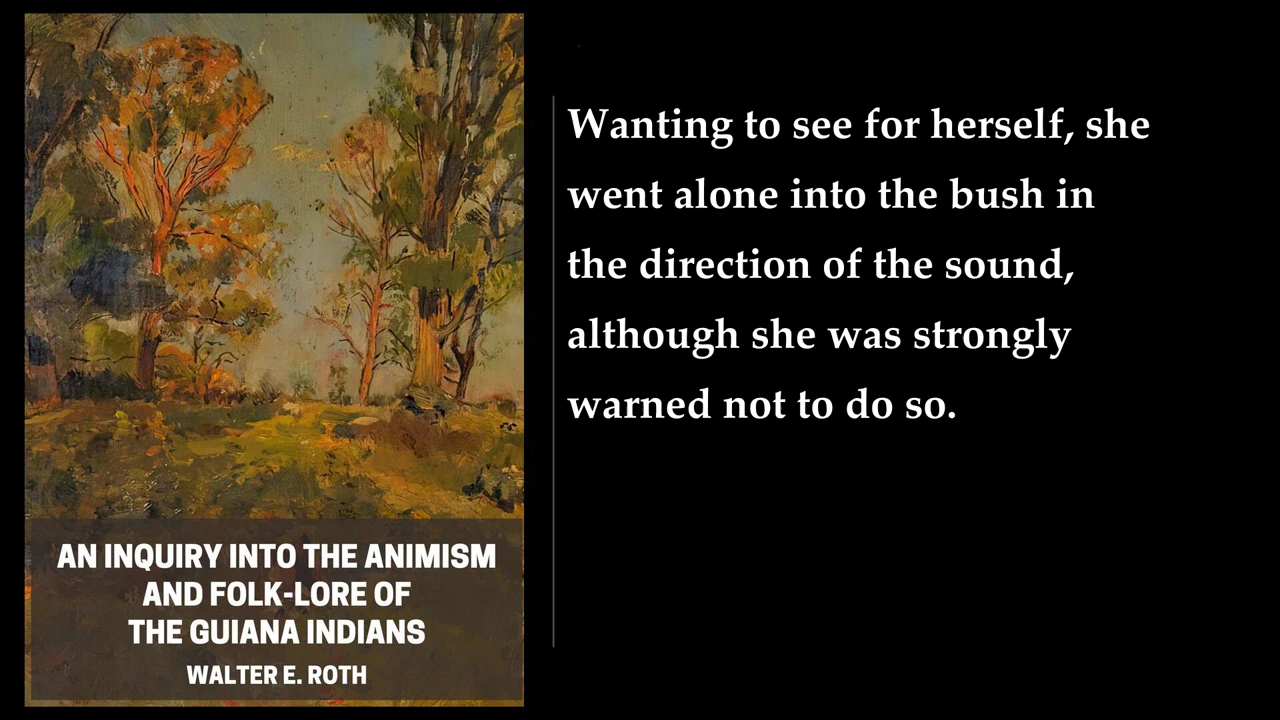 Wanting to see for herself, she
went alone into the bush in
the direction of the sound,
although she was strongly
warned not to do so.
AN INQUIRY INTO THE ANIMISM
AND FOLK-LORE OF
THE GUIANA INDIANS
WALTER E. ROTH